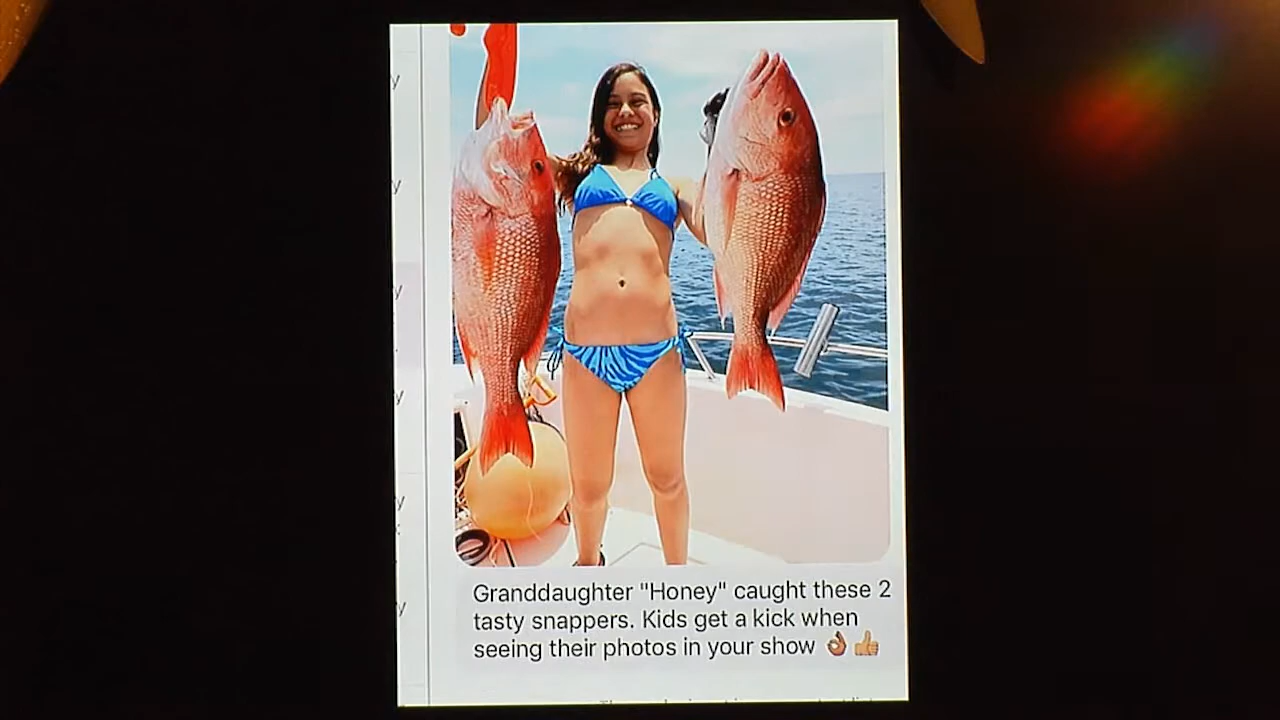 Granddaughter "Honey" caught these 2
tasty snappers. Kids get a kick when
seeing their photos in your show 👌🏽👍🏼